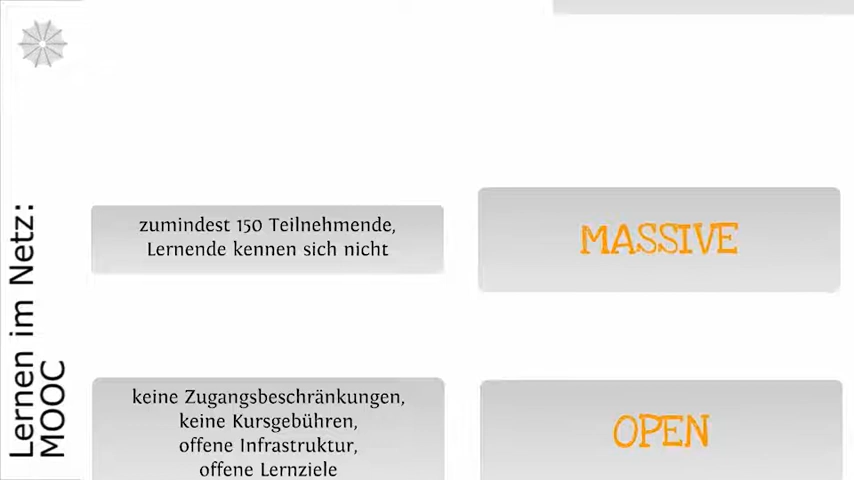 Lernen im Netz:
MOOC
zumindest 150 Teilnehmende,
Lernende kennen sich nicht
MASSIVE
keine Zugangsbeschränkungen,
keine Kursgebühren,
offene Infrastruktur,
offene Lernziele
OPEN